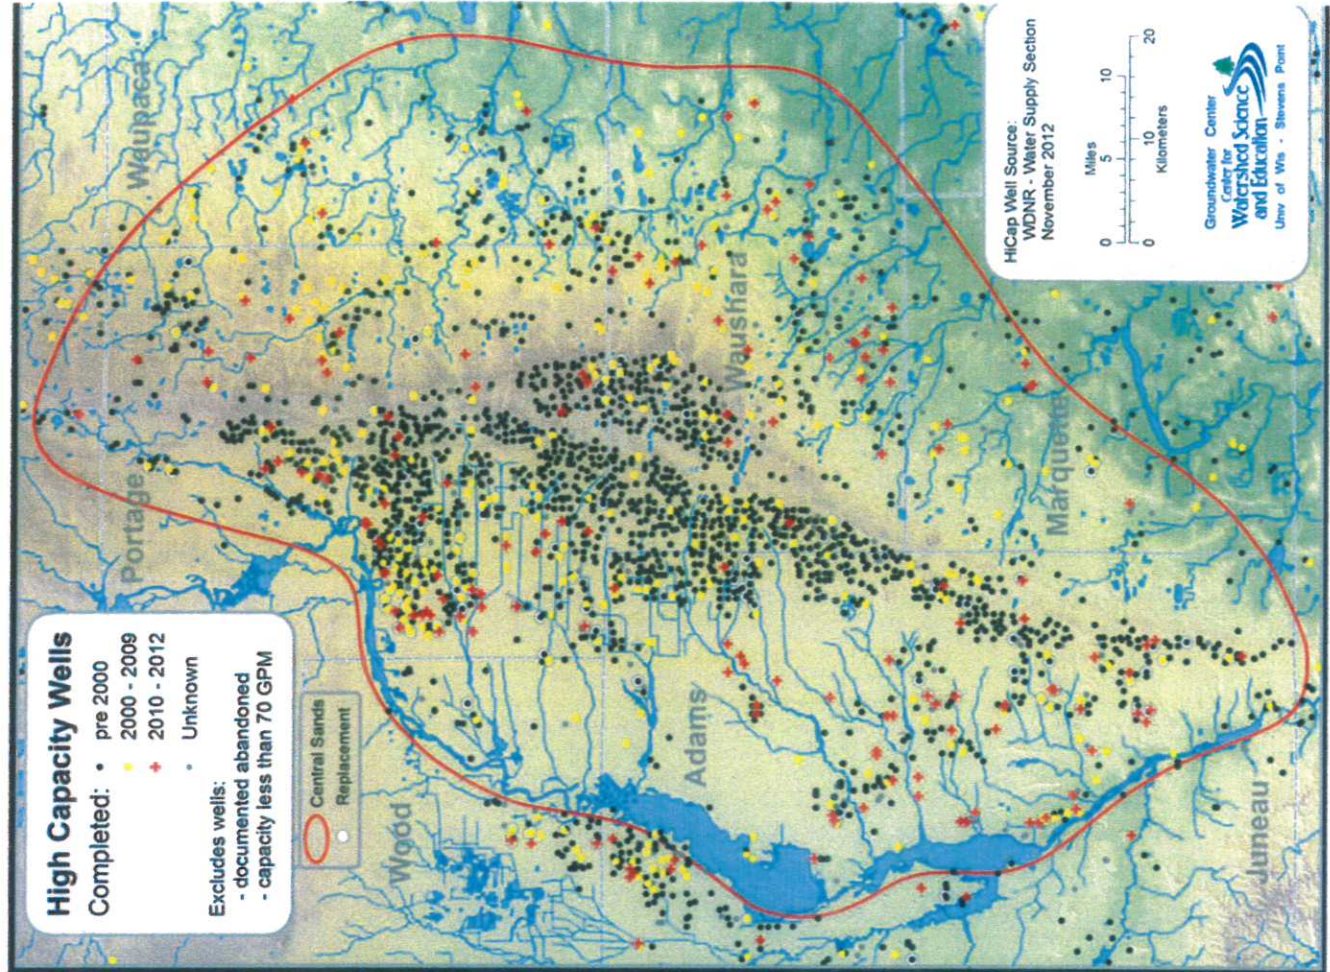 High Capacity Wells
Completed:
pre 2000
2000 - 2009
2010 - 2012
Unknown
Excludes wells:
- documented abandoned
- capacity less than 70 GPM
Central Sands
Replacement
Portage
Waupaca
Wood
Adams
Waushara
Juneau
Marquette
HiCap Well Source:
WDNR - Water Supply Section
November 2012
Miles
0 5 10 20
0 10 20
Kilometers
Groundwater Center
Center for
Watershed Science
and Education
Univ of Wis - Stevens Point